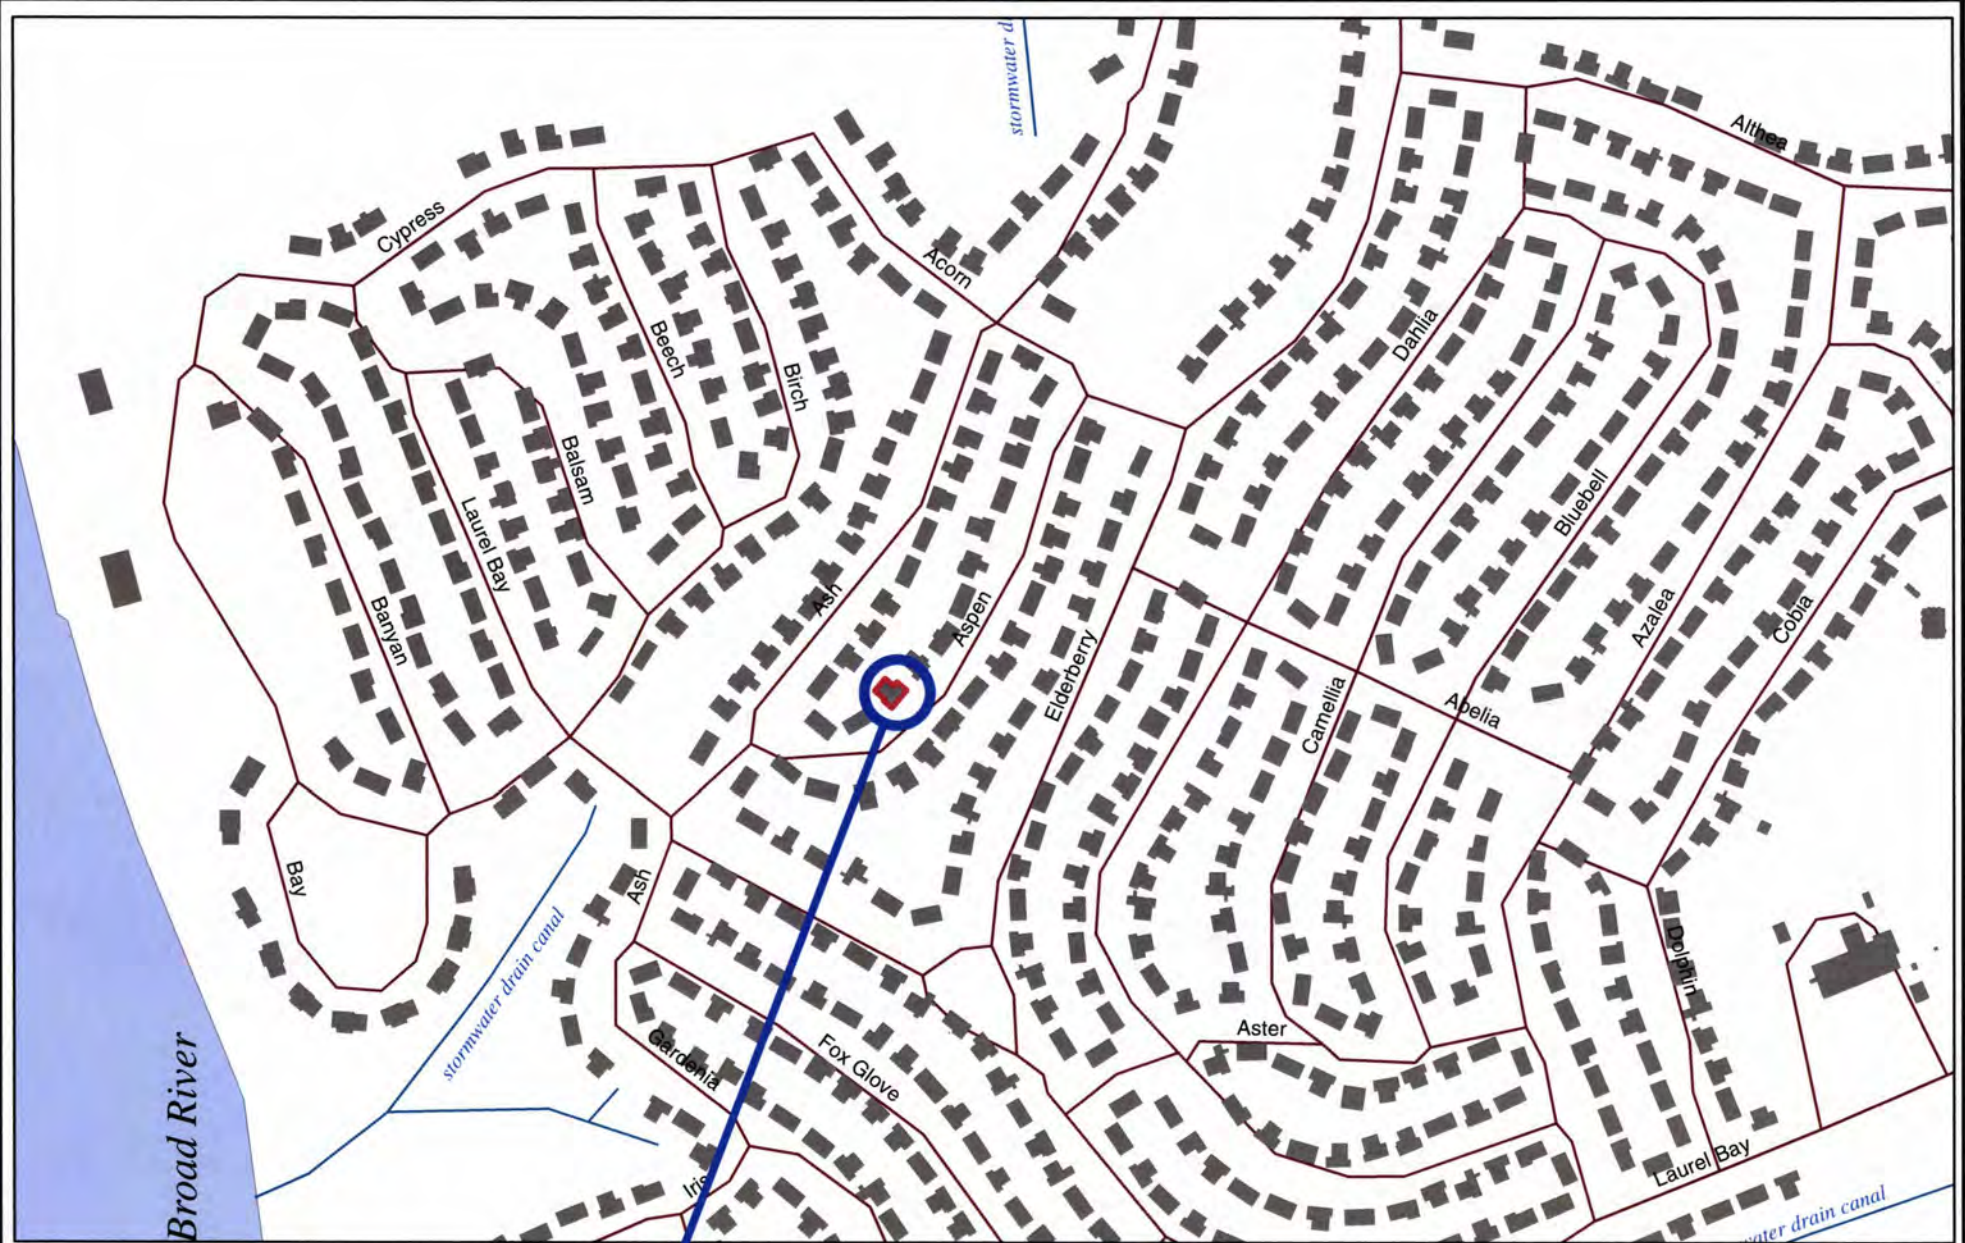 stormwater d
Althea
Cypress
Acorn
Beech
Birch
Dahlia
Balsam
Laurel Bay
Bluebell
Ash
Aspen
Banyan
Elderberry
Azalea
Cobia
Camellia
Abelia
Bay
Ash
stormwater drain canal
Dolphin
Broad River
Gardenia
Fox Glove
Aster
Iris
Laurel Bay
water drain canal